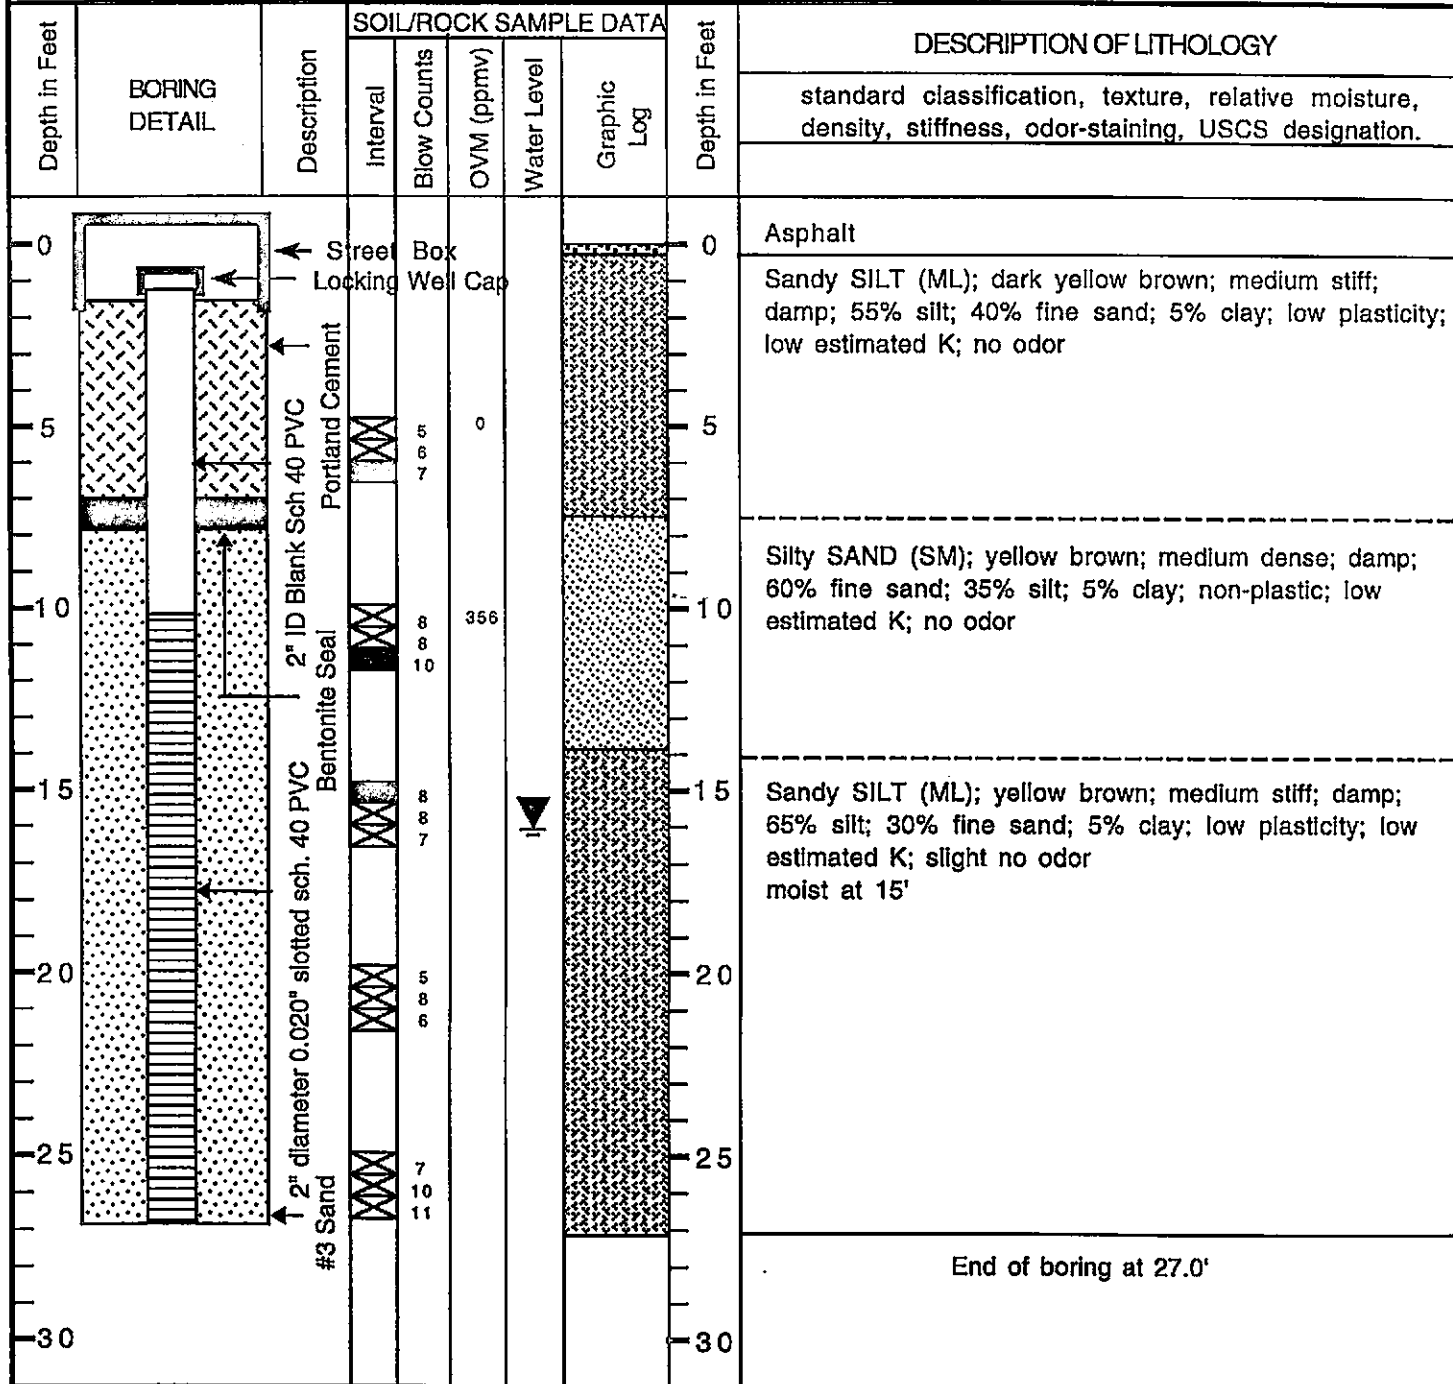 SOIL/ROCK SAMPLE DATA
Depth in Feet
BORING
DETAIL
Description
Interval
Blow Counts
OVM (ppmv)
Water Level
Graphic
Log
Depth in Feet
DESCRIPTION OF LITHOLOGY
standard classification, texture, relative moisture,
density, stiffness, odor-staining, USCS designation.
0
Street Box
Locking Well Cap
0
Asphalt
Sandy SILT (ML); dark yellow brown; medium stiff;
damp; 55% silt; 40% fine sand; 5% clay; low plasticity;
low estimated K; no odor
Portland Cement
2" ID Blank Sch 40 PVC
5
5
0
6
7
5
Silty SAND (SM); yellow brown; medium dense; damp;
60% fine sand; 35% silt; 5% clay; non-plastic; low
estimated K; no odor
10
8
356
8
10
10
Bentonite Seal
2" diameter 0.020" slotted sch. 40 PVC
15
8
8
7
15
Sandy SILT (ML); yellow brown; medium stiff; damp;
65% silt; 30% fine sand; 5% clay; low plasticity; low
estimated K; slight no odor
moist at 15'
20
5
8
6
20
25
7
10
11
25
#3 Sand
End of boring at 27.0'
30
30